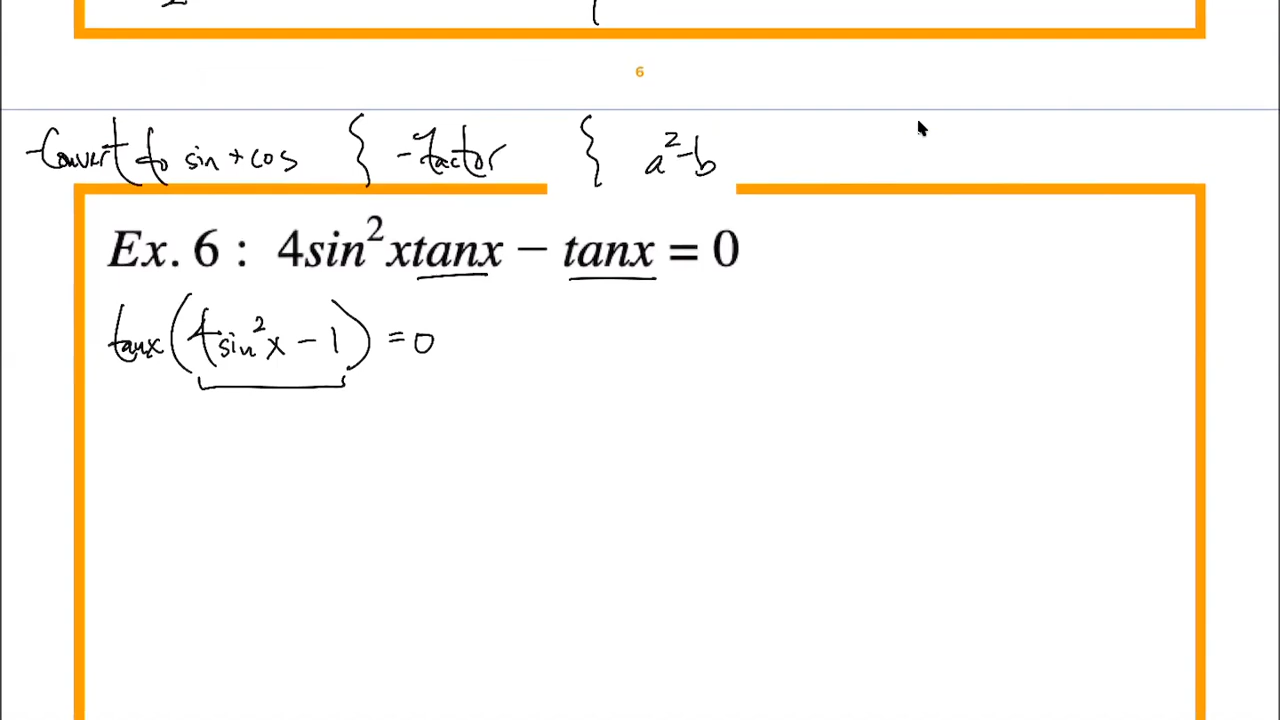 6
-Convert to sin + cos { -factor { a²-b
Ex. 6 : 4sin²xtanx − tanx = 0
tanx(4sin²x − 1) = 0